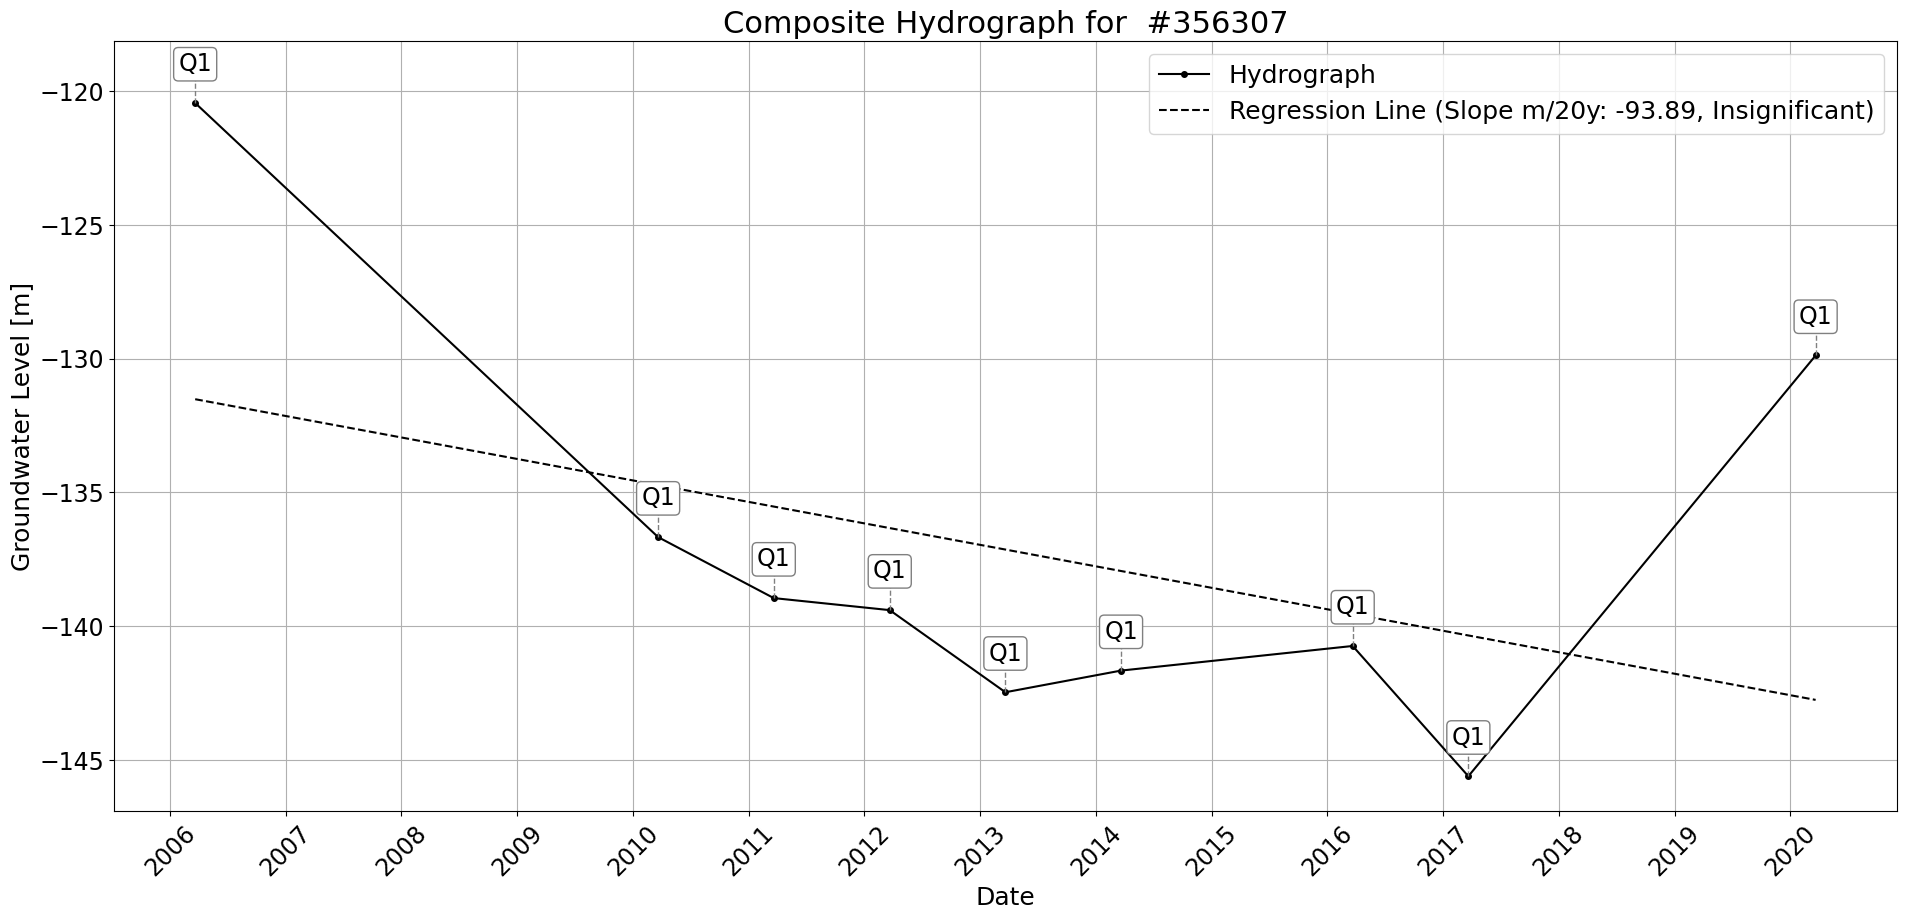 Composite Hydrograph for  #356307
Hydrograph
Regression Line (Slope m/20y: -93.89, Insignificant)
Groundwater Level [m]
−120
−125
−130
−135
−140
−145
Q1
Q1
Q1
Q1
Q1
Q1
Q1
Q1
Q1
2006
2007
2008
2009
2010
2011
2012
2013
2014
2015
2016
2017
2018
2019
2020
Date